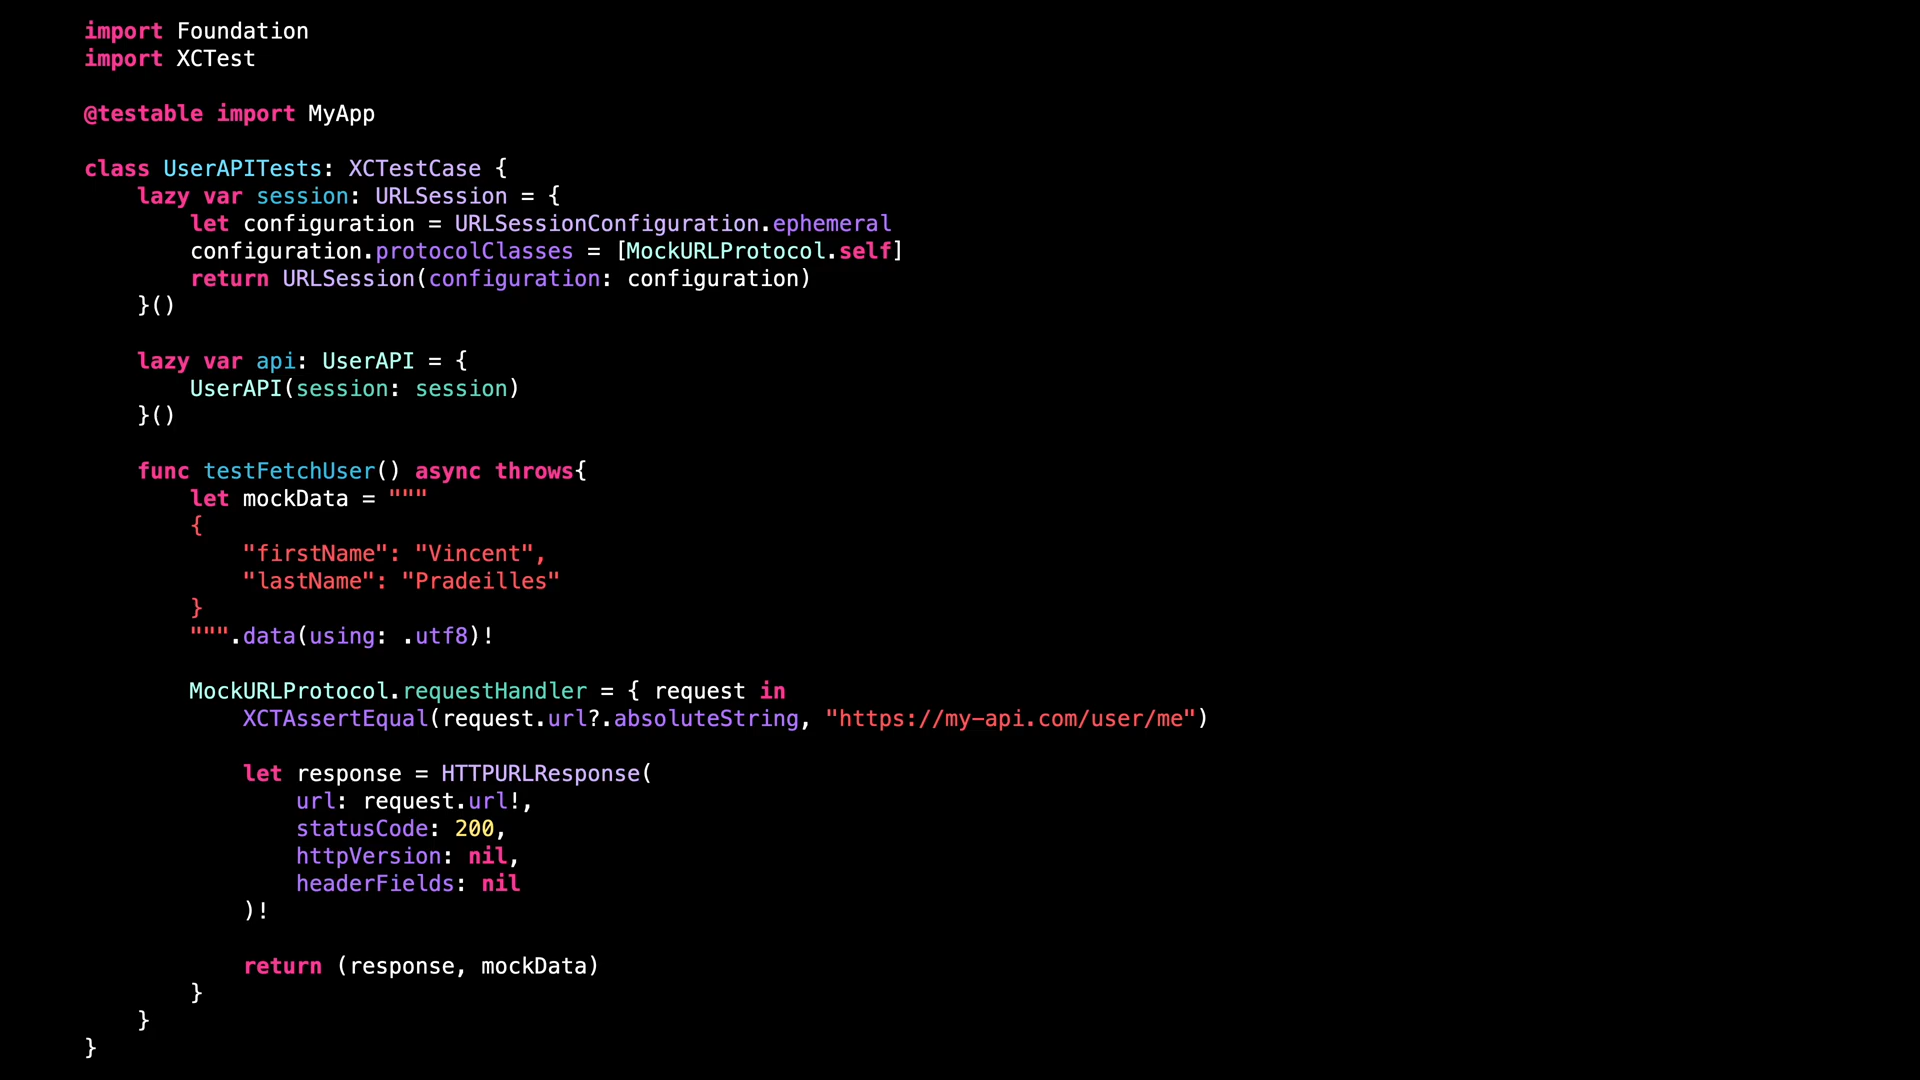 import Foundation
import XCTest
@testable import MyApp
class UserAPITests: XCTestCase {
    lazy var session: URLSession = {
        let configuration = URLSessionConfiguration.ephemeral
        configuration.protocolClasses = [MockURLProtocol.self]
        return URLSession(configuration: configuration)
    }()
    lazy var api: UserAPI = {
        UserAPI(session: session)
    }()
    func testFetchUser() async throws{
        let mockData = """
        {
            "firstName": "Vincent",
            "lastName": "Pradeilles"
        }
        """.data(using: .utf8)!
        MockURLProtocol.requestHandler = { request in
            XCTAssertEqual(request.url?.absoluteString, "https://my-api.com/user/me")
            let response = HTTPURLResponse(
                url: request.url!,
                statusCode: 200,
                httpVersion: nil,
                headerFields: nil
            )!
            return (response, mockData)
        }
    }
}